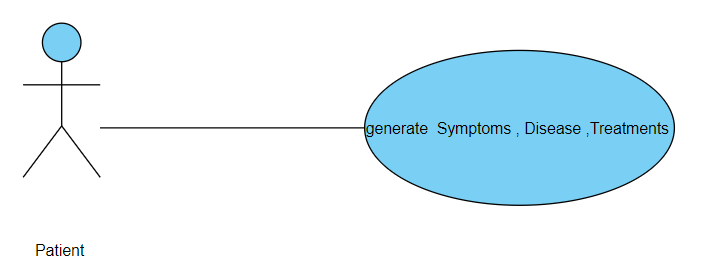 generate  Symptoms , Disease ,Treatments
Patient